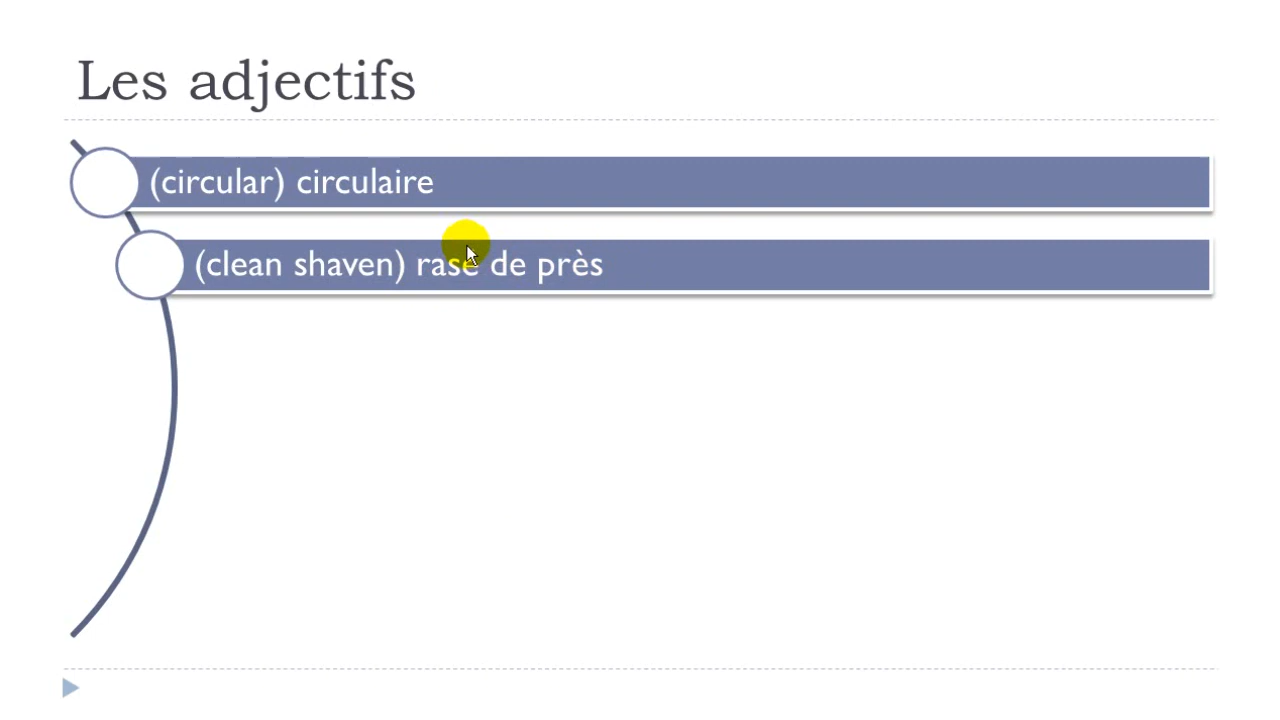 Les adjectifs
(circular) circulaire
(clean shaven) rasé de près